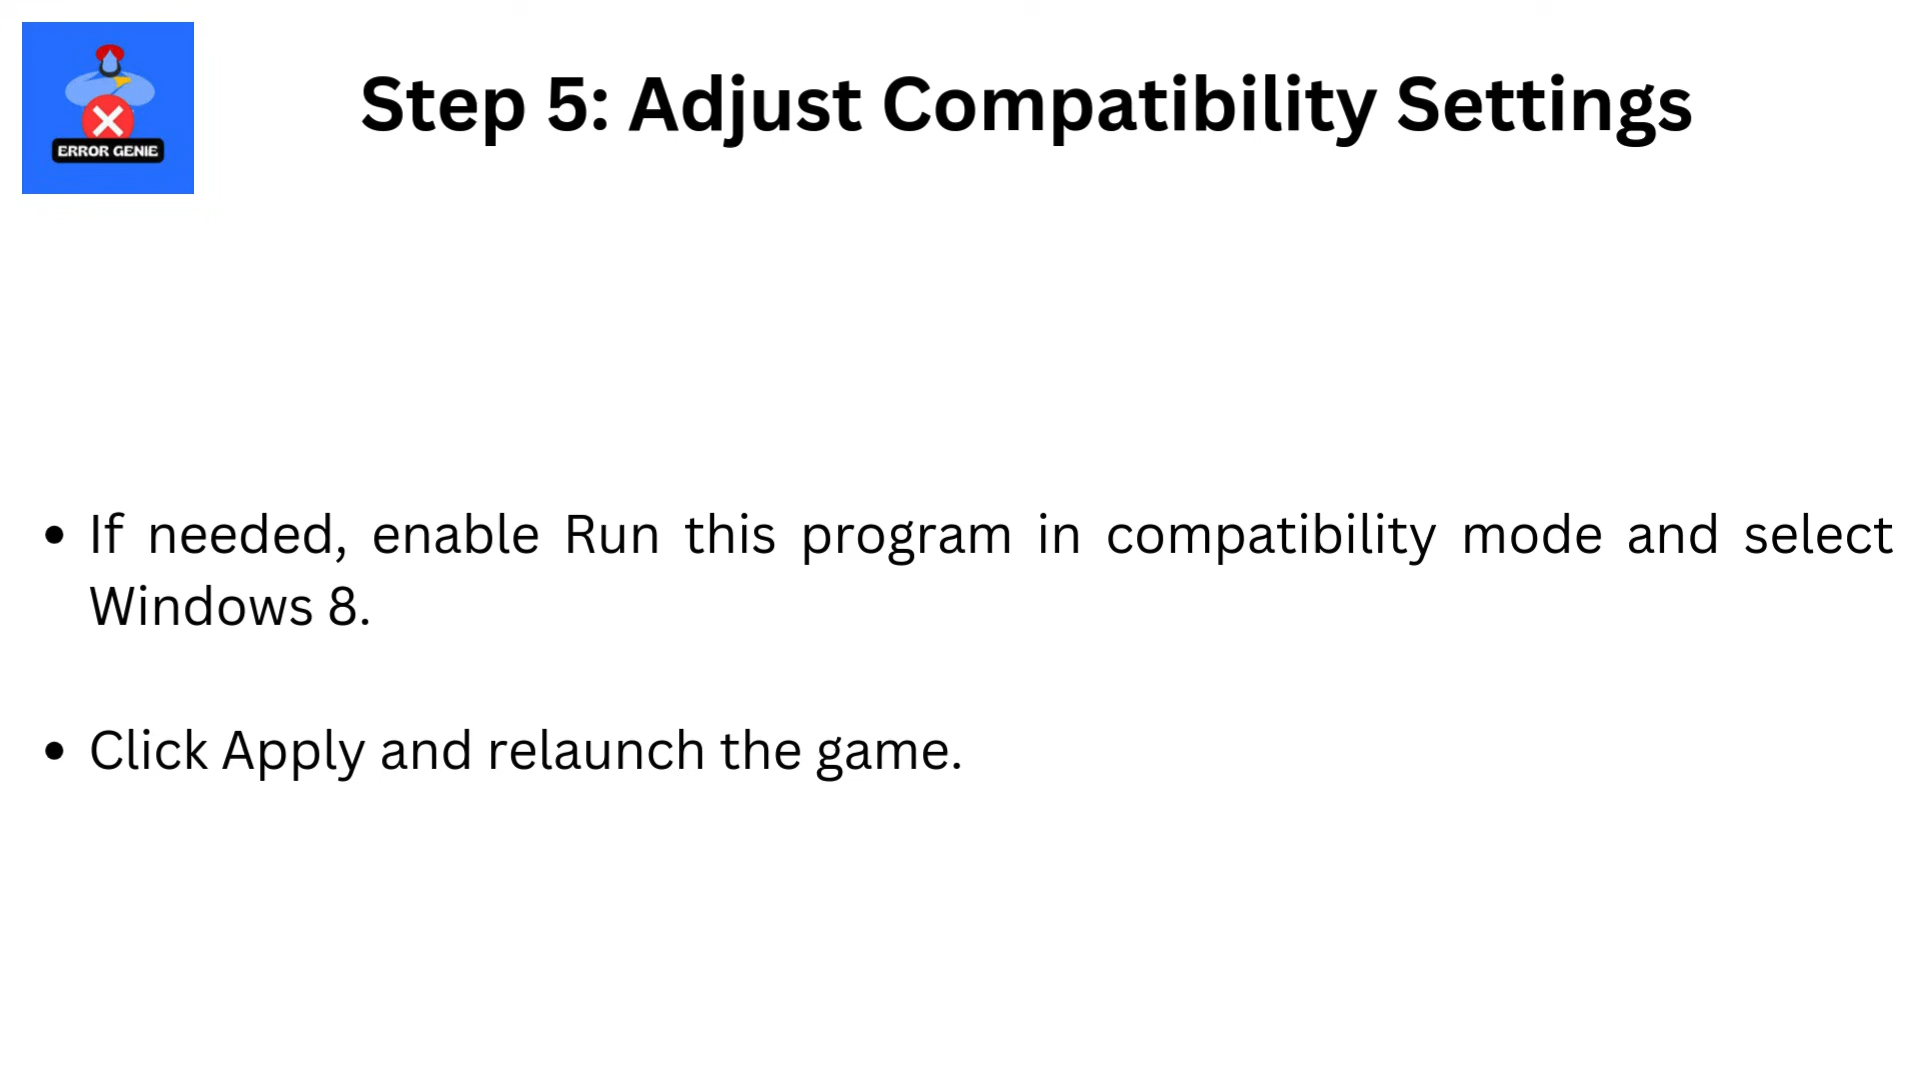 ERROR GENIE
Step 5: Adjust Compatibility Settings
• If needed, enable Run this program in compatibility mode and select
Windows 8.
• Click Apply and relaunch the game.